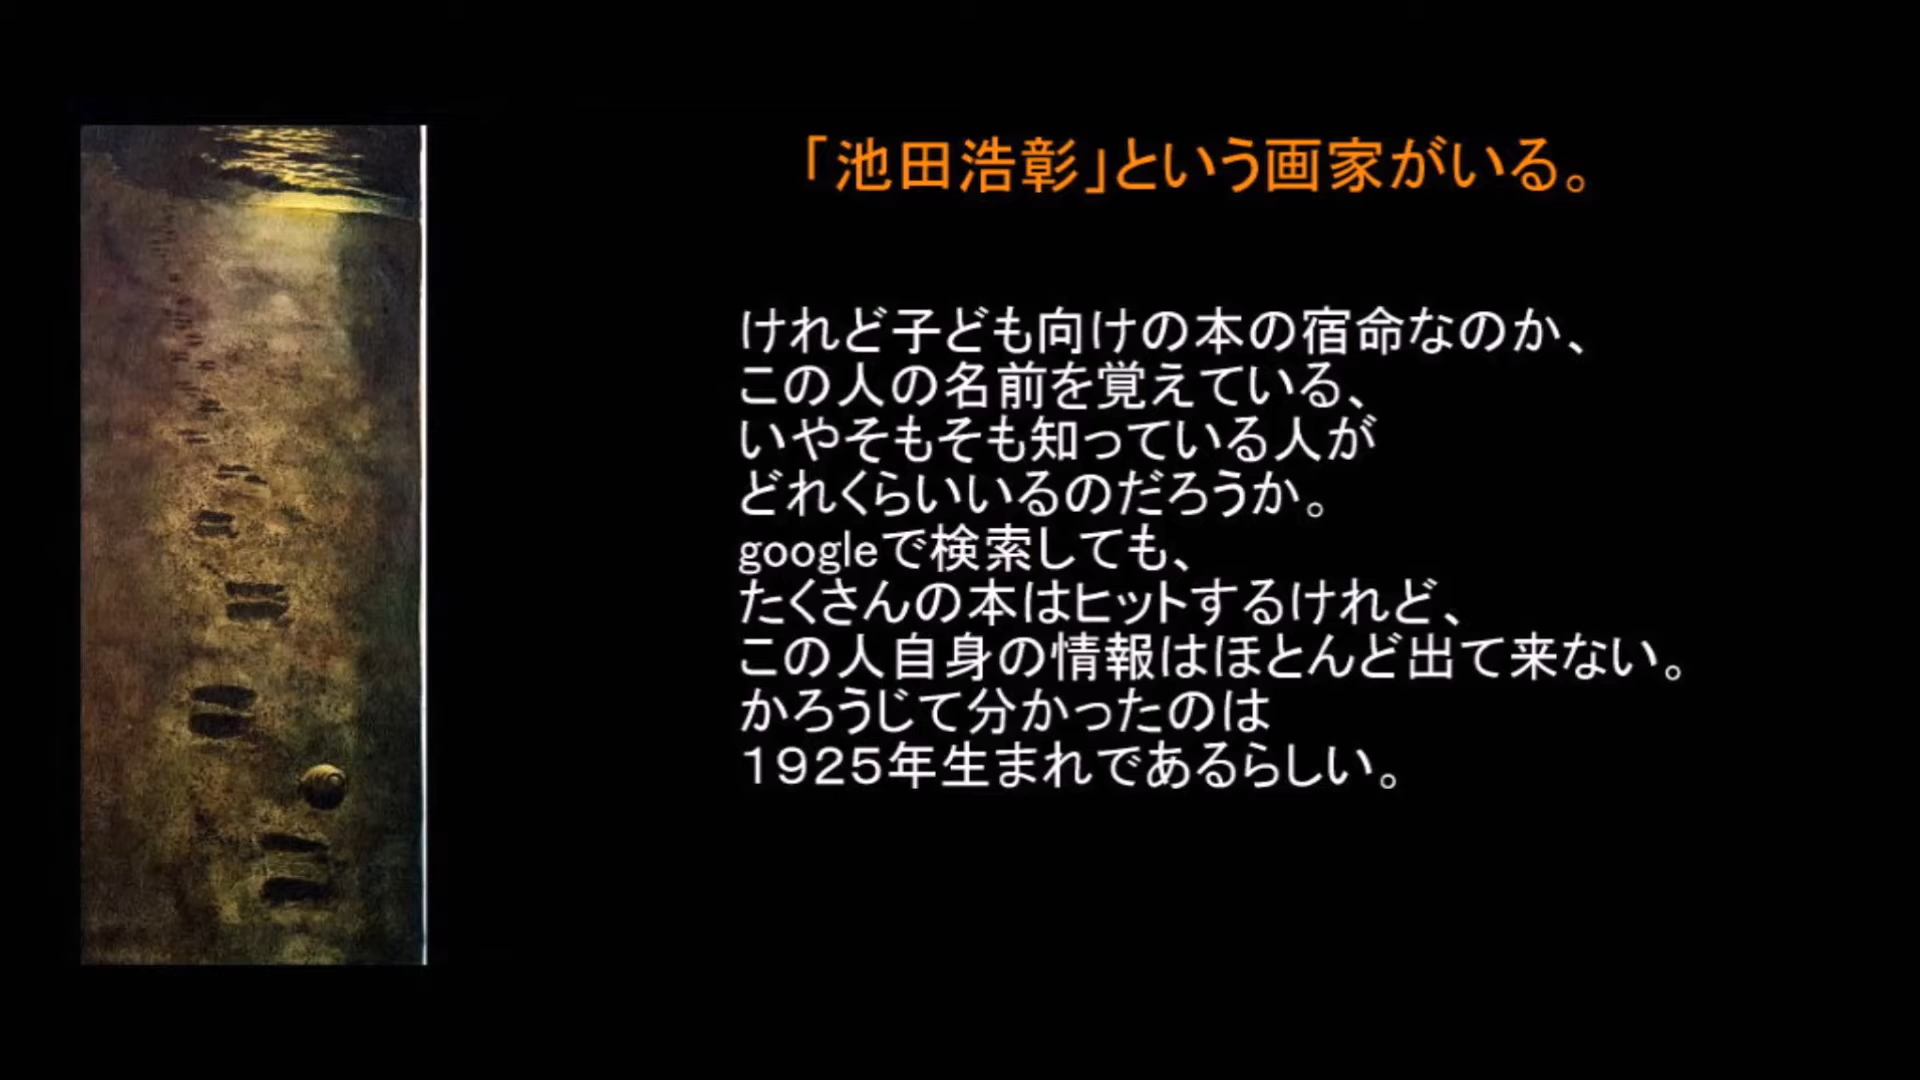 「池田浩彰」という画家がいる。
けれど子ども向けの本の宿命なのか、
この人の名前を覚えている、
いやそもそも知っている人が
どれくらいいるのだろうか。
googleで検索しても、
たくさんの本はヒットするけれど、
この人自身の情報はほとんど出て来ない。
かろうじて分かったのは
１９２５年生まれであるらしい。